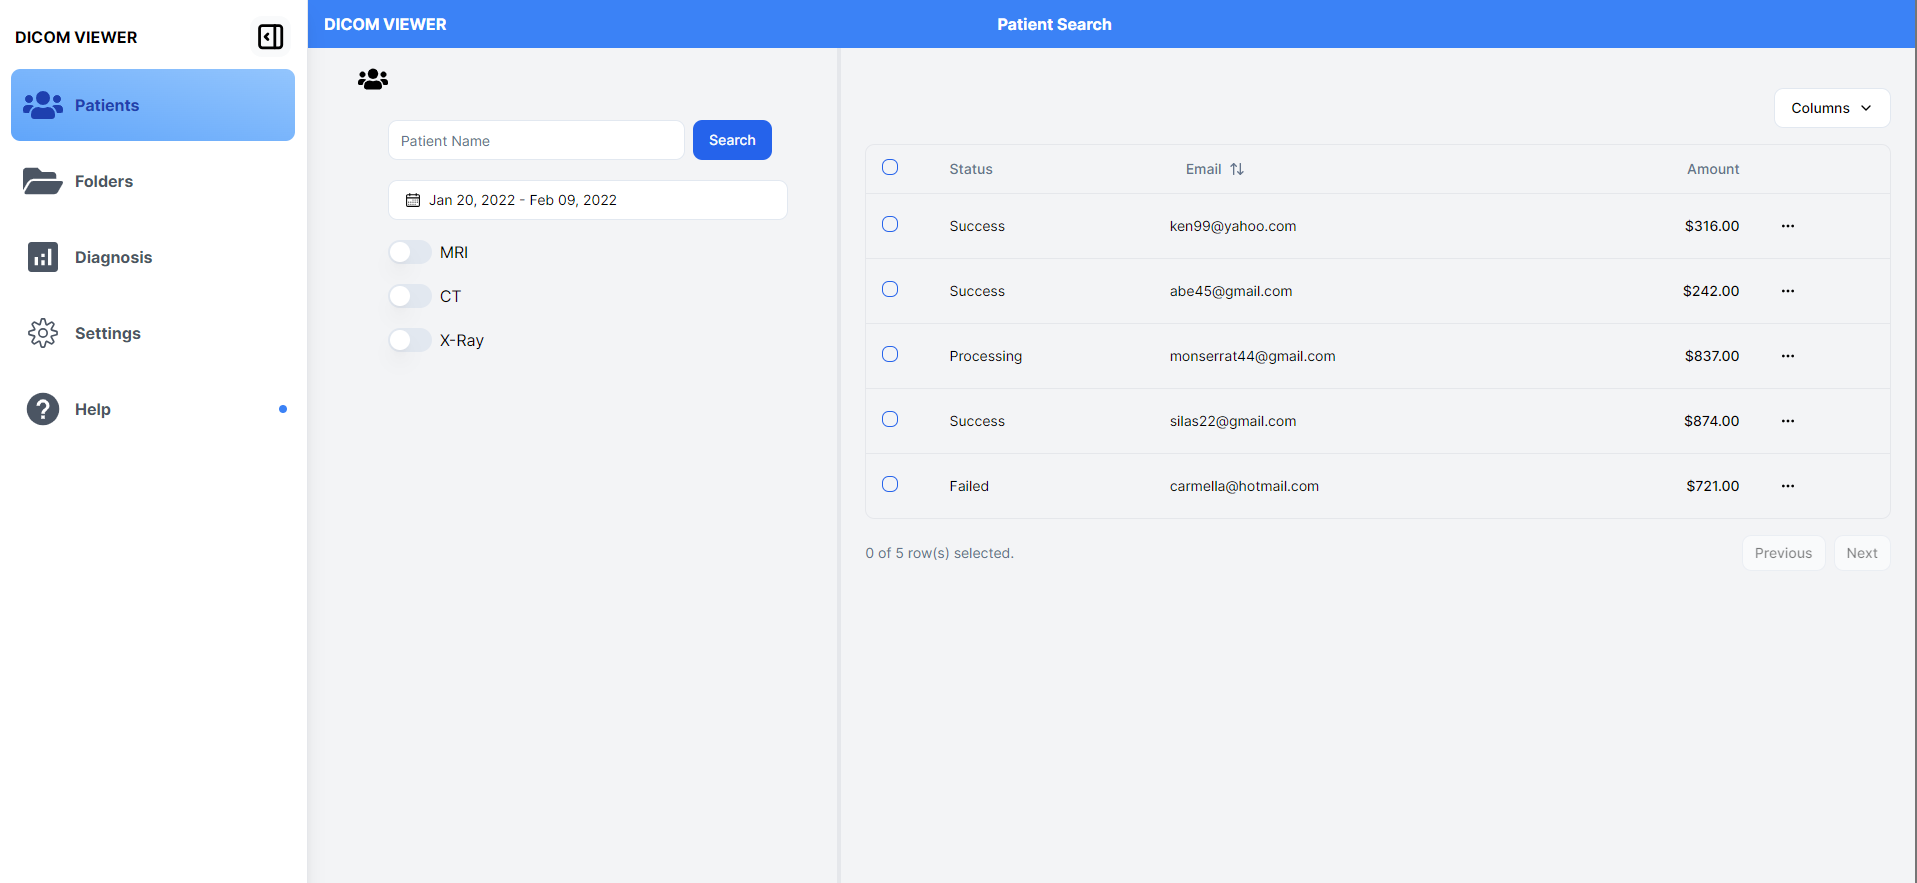 DICOM VIEWER
Patients
Folders
Diagnosis
Settings
Help
DICOM VIEWER
Patient Search
Patient Name
Search
Jan 20, 2022 - Feb 09, 2022
MRI
CT
X-Ray
Columns
Status Email Amount
Success ken99@yahoo.com $316.00
Success abe45@gmail.com $242.00
Processing monserrat44@gmail.com $837.00
Success silas22@gmail.com $874.00
Failed carmella@hotmail.com $721.00
0 of 5 row(s) selected.
Previous Next